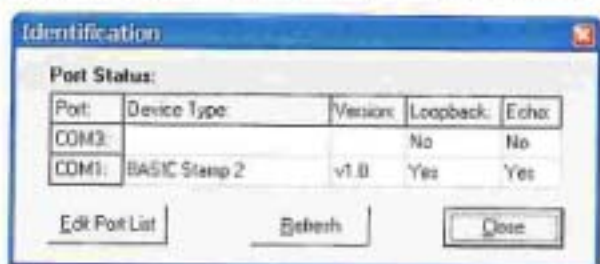 Identification
Port Status:
Port: Device Type: Version: Loopback: Echo:
COM3: No No
COM1: BASIC Stamp 2 v1.0 Yes Yes
Edit Port List Refresh Close